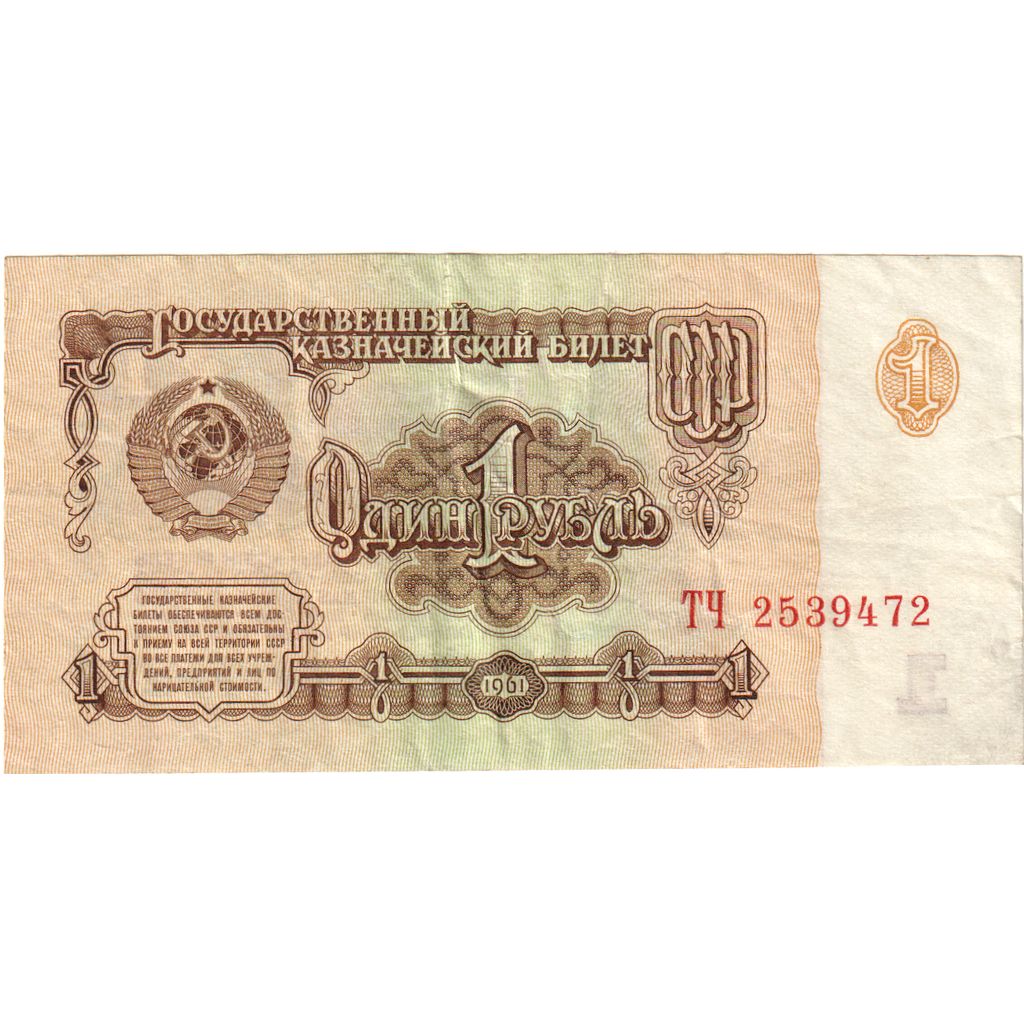 Государственный
казначейский билет
СССР
1
1
Один рубль
ТЧ 2539472
ГОСУДАРСТВЕННЫЕ КАЗНАЧЕЙСКИЕ
БИЛЕТЫ ОБЕСПЕЧИВАЮТСЯ ВСЕМ ДОС-
ТОЯНИЕМ СОЮЗА ССР И ОБЯЗАТЕЛЬНЫ
К ПРИЕМУ НА ВСЕЙ ТЕРРИТОРИИ СССР
ВО ВСЕ ПЛАТЕЖИ ДЛЯ ВСЕХ УЧРЕЖ-
ДЕНИЙ, ПРЕДПРИЯТИЙ И ЛИЦ ПО
НАРИЦАТЕЛЬНОЙ СТОИМОСТИ.
1 1 1961 1 1
1